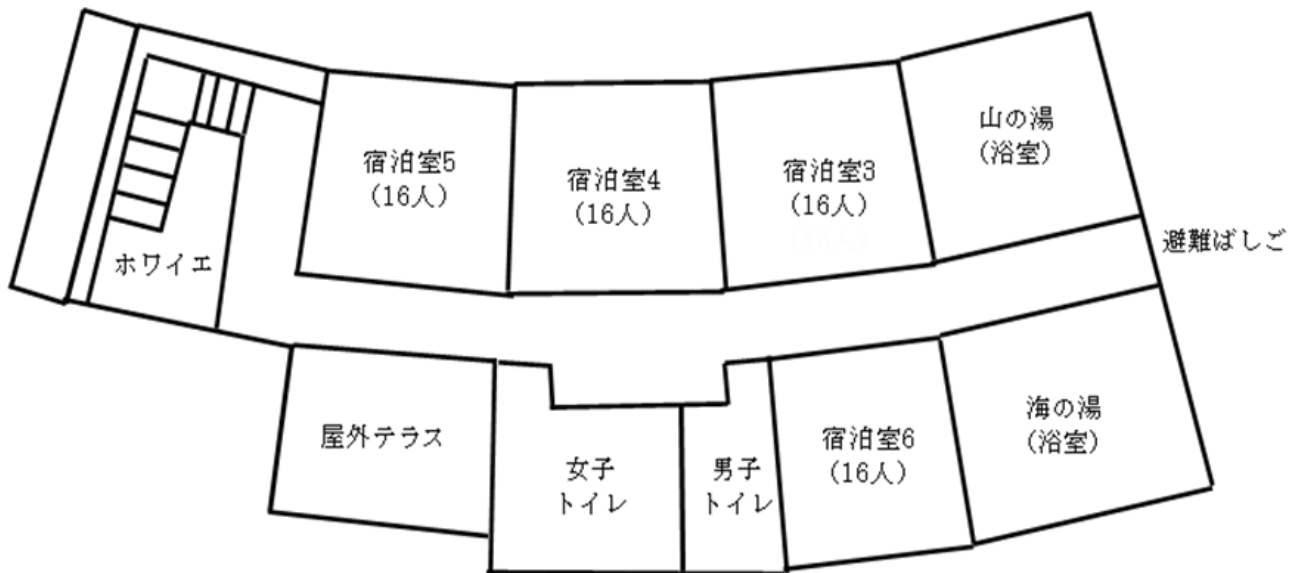 宿泊室5
(16人)
宿泊室4
(16人)
宿泊室3
(16人)
山の湯
(浴室)
避難ばしご
ホワイエ
屋外テラス
女子
トイレ
男子
トイレ
宿泊室6
(16人)
海の湯
(浴室)